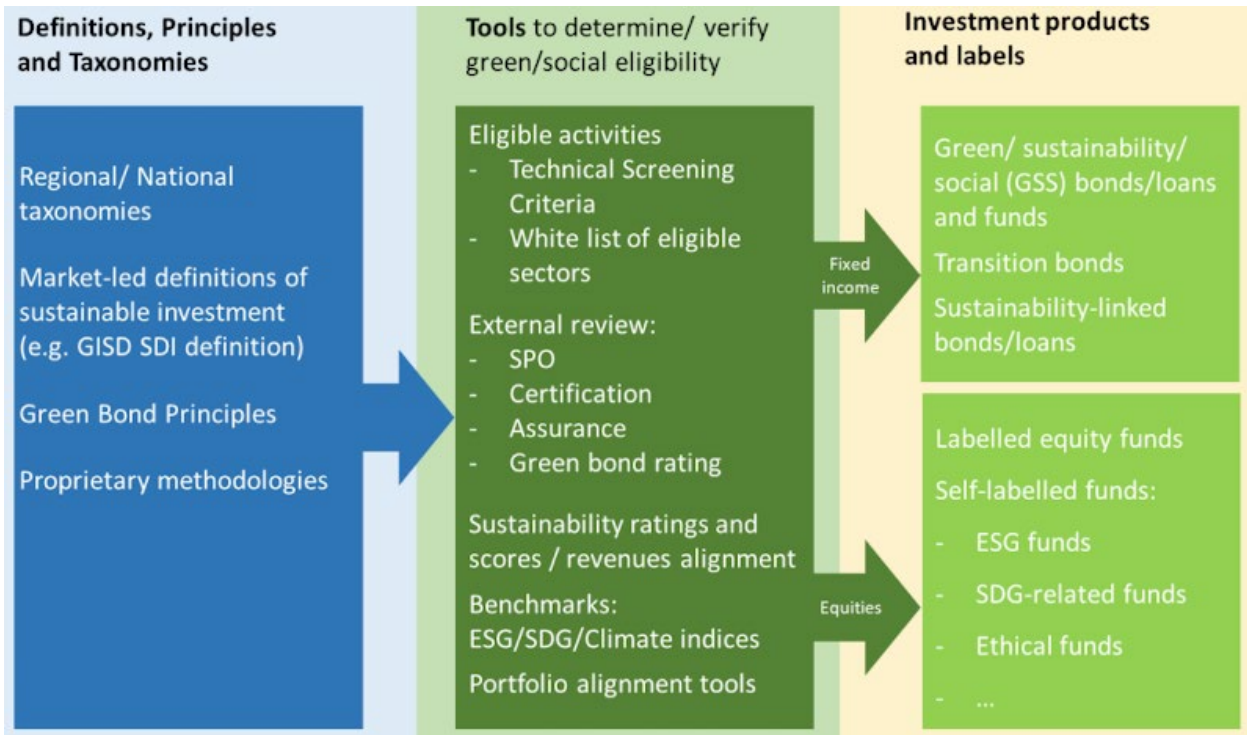 Definitions, Principles
and Taxonomies
Regional/ National
taxonomies
Market-led definitions of
sustainable investment
(e.g. GISD SDI definition)
Green Bond Principles
Proprietary methodologies
Tools to determine/ verify
green/social eligibility
Eligible activities
- Technical Screening
Criteria
- White list of eligible
sectors
External review:
- SPO
- Certification
- Assurance
- Green bond rating
Sustainability ratings and
scores / revenues alignment
Benchmarks:
ESG/SDG/Climate indices
Portfolio alignment tools
Fixed
income
Equities
Investment products
and labels
Green/ sustainability/
social (GSS) bonds/loans
and funds
Transition bonds
Sustainability-linked
bonds/loans
Labelled equity funds
Self-labelled funds:
- ESG funds
- SDG-related funds
- Ethical funds
- ...